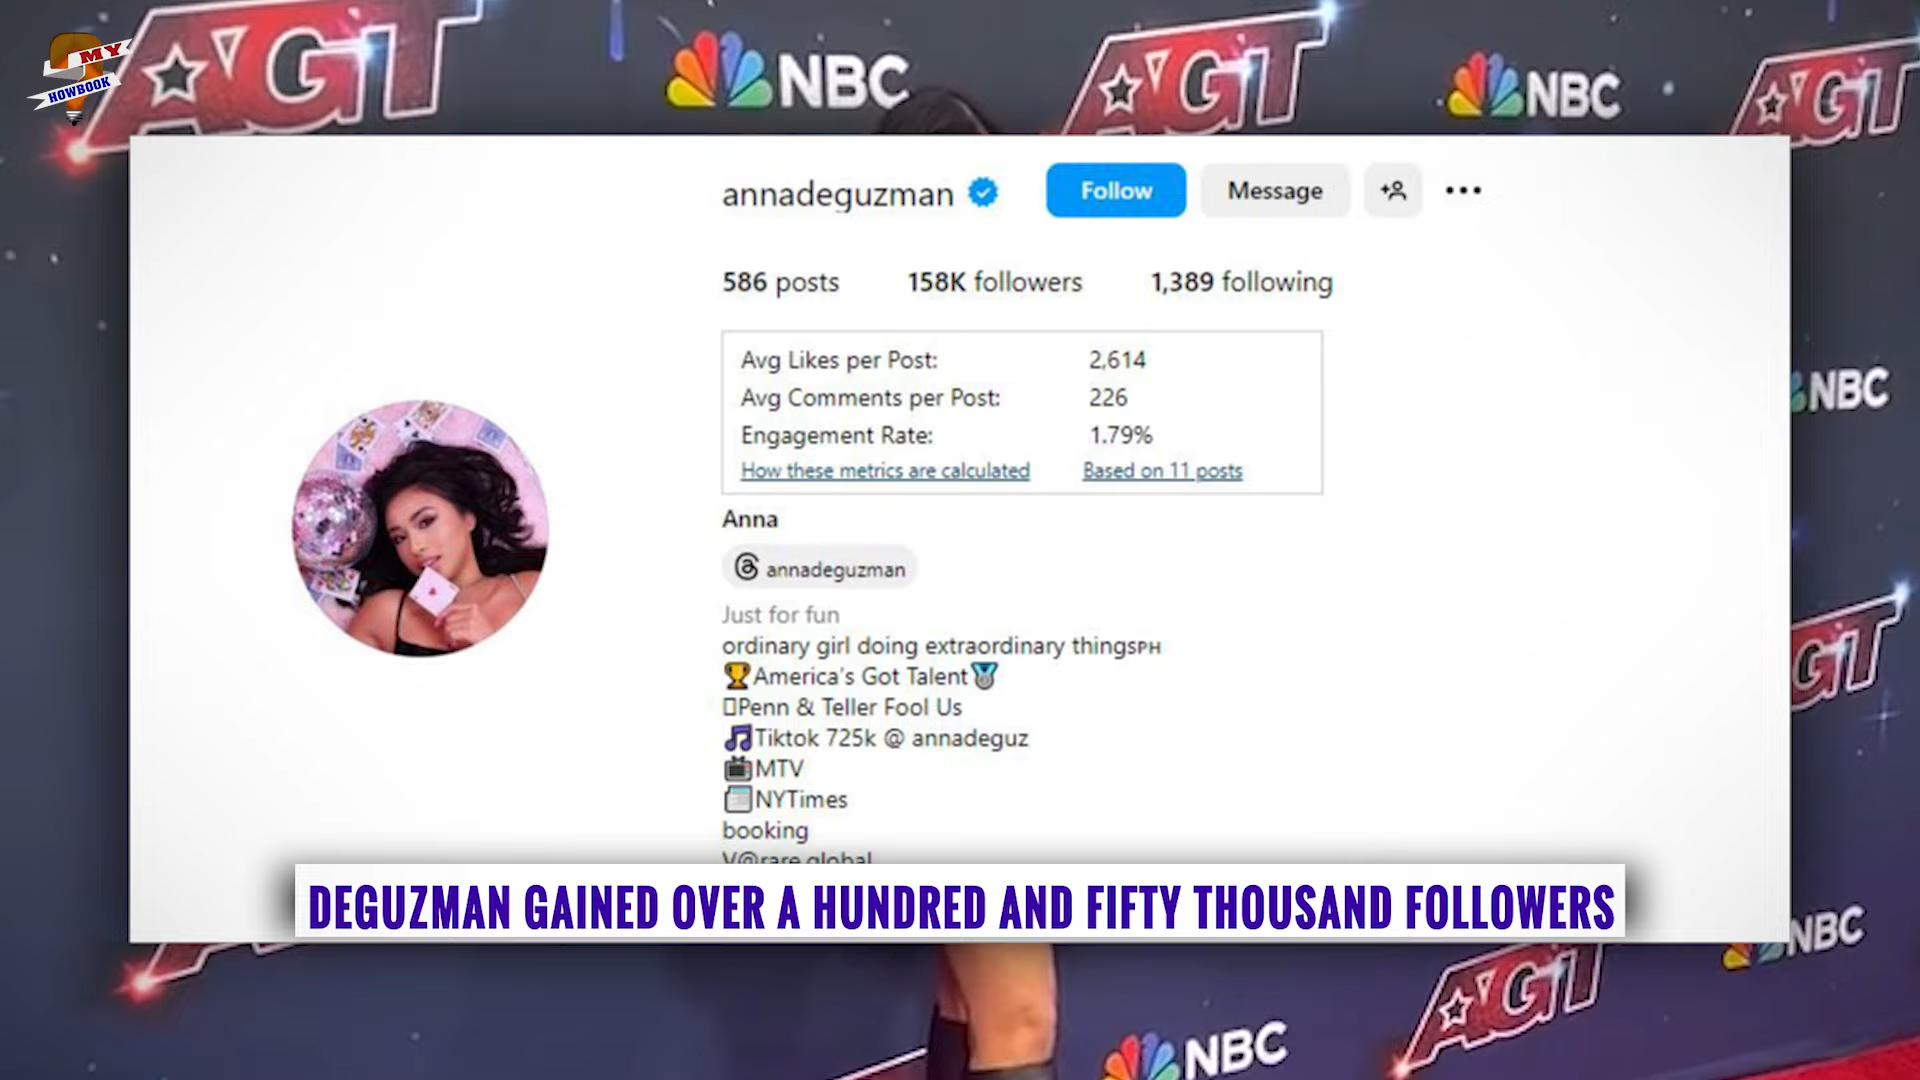 MY
HOWBOOK
AGT
NBC
AGT
NBC
AGT
annadeguzman
Follow
Message
586 posts
158K followers
1,389 following
Avg Likes per Post: 2,614
Avg Comments per Post: 226
Engagement Rate: 1.79%
How these metrics are calculated
Based on 11 posts
Anna
annadeguzman
Just for fun
ordinary girl doing extraordinary thingsPH
🏆America's Got Talent🥈
Penn & Teller Fool Us
🎵Tiktok 725k @ annadeguz
📺MTV
📰NYTimes
booking
V@rare.global
DEGUZMAN GAINED OVER A HUNDRED AND FIFTY THOUSAND FOLLOWERS
NBC
GT
NBC
AGT
NBC